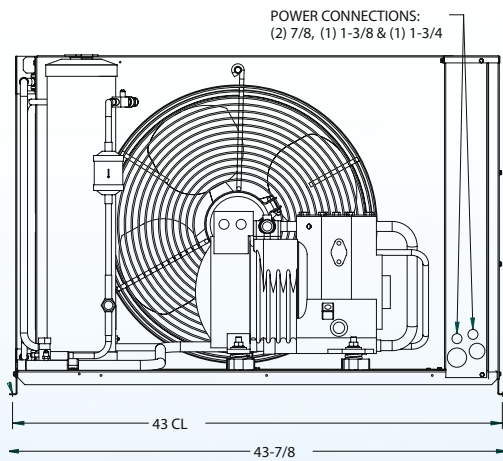 POWER CONNECTIONS:
(2) 7/8, (1) 1-3/8 & (1) 1-3/4
43 CL
43-7/8